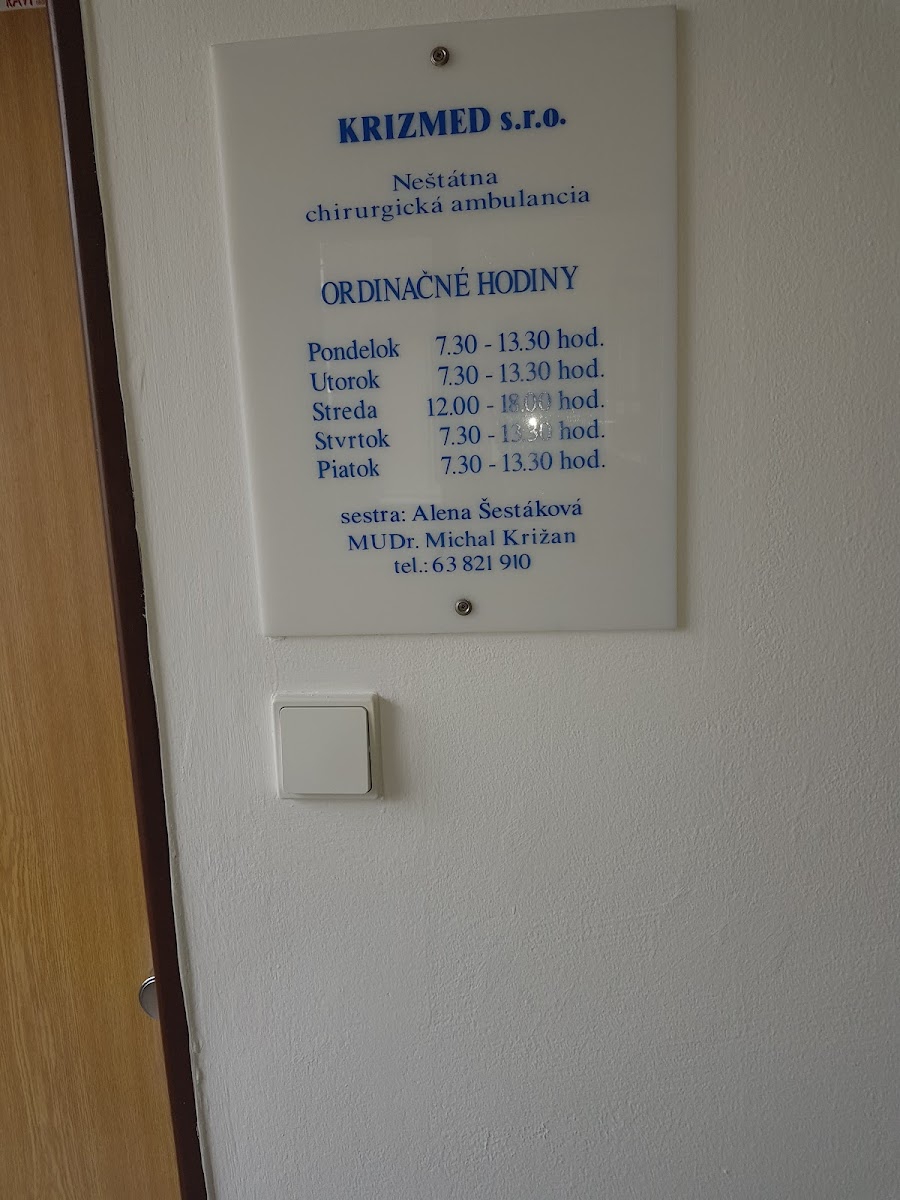 KRIZMED s.r.o.
Neštátna
chirurgická ambulancia
ORDINAČNÉ HODINY
Pondelok 7.30 - 13.30 hod.
Utorok 7.30 - 13.30 hod.
Streda 12.00 - 18.00 hod.
Stvrtok 7.30 - 13.30 hod.
Piatok 7.30 - 13.30 hod.
sestra: Alena Šestáková
MUDr. Michal Križan
tel.: 63 821 910